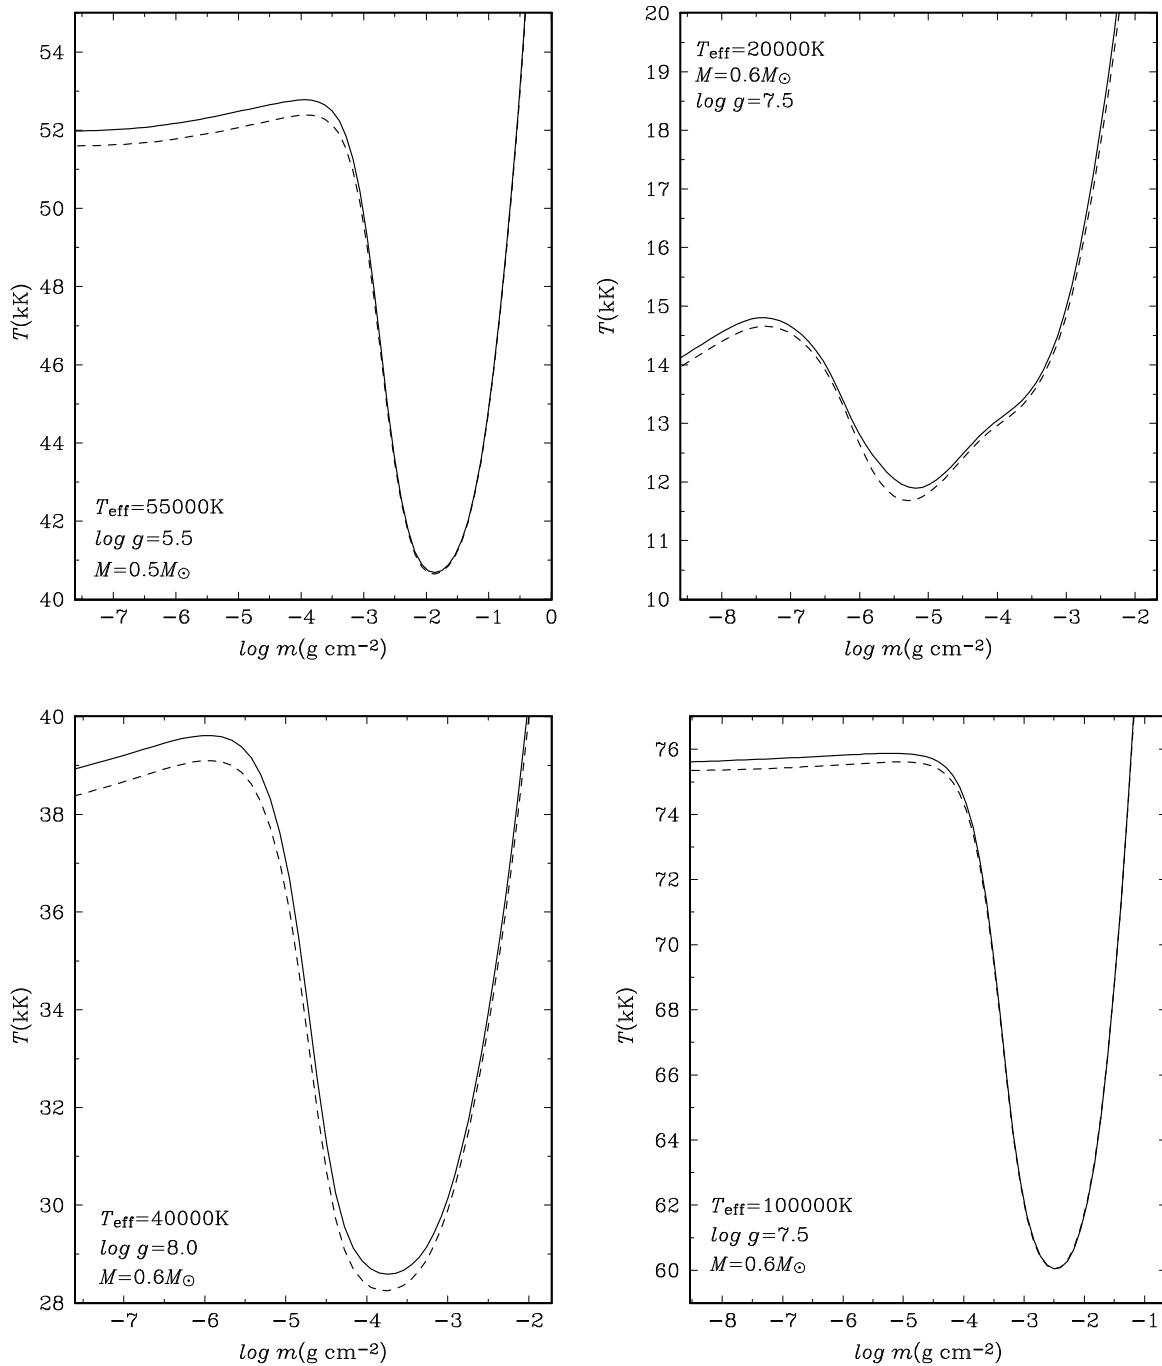 54
52
50
48
46
44
42
40
T(kK)
T_eff=55000K
log g=5.5
M=0.5M⊙
−7 −6 −5 −4 −3 −2 −1 0
log m(g cm⁻²)
20
19
18
17
16
15
14
13
12
11
10
T(kK)
T_eff=20000K
M=0.6M⊙
log g=7.5
−8 −7 −6 −5 −4 −3 −2
log m(g cm⁻²)
40
38
36
34
32
30
28
T(kK)
T_eff=40000K
log g=8.0
M=0.6M⊙
−7 −6 −5 −4 −3 −2
log m(g cm⁻²)
76
74
72
70
68
66
64
62
60
T(kK)
T_eff=100000K
log g=7.5
M=0.6M⊙
−8 −7 −6 −5 −4 −3 −2 −1
log m(g cm⁻²)